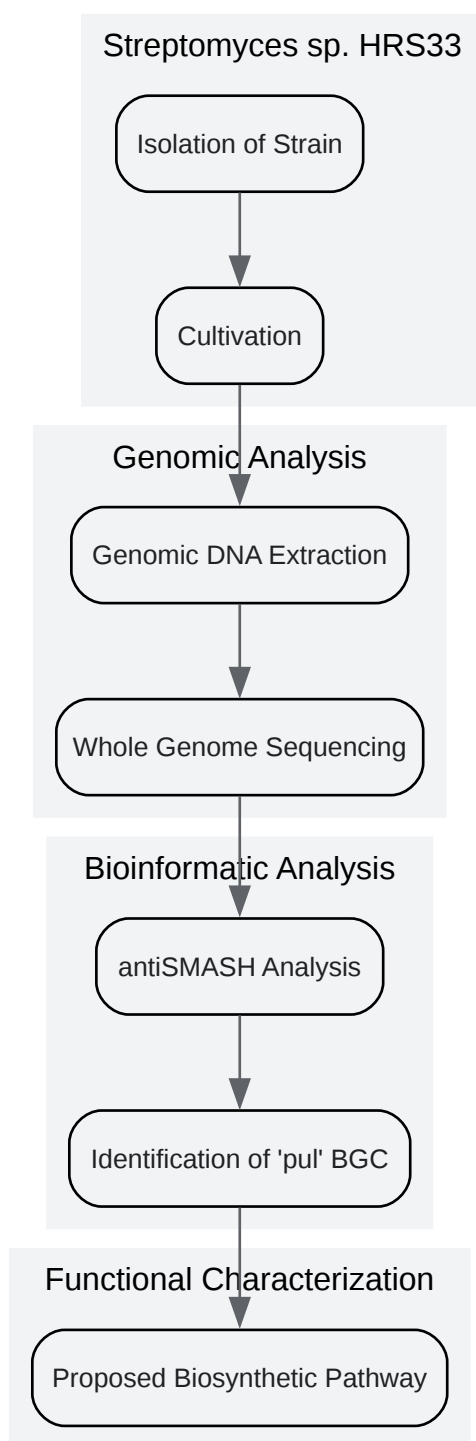 Streptomyces sp. HRS33
Isolation of Strain
Cultivation
Genomic Analysis
Genomic DNA Extraction
Whole Genome Sequencing
Bioinformatic Analysis
antiSMASH Analysis
Identification of 'pul' BGC
Functional Characterization
Proposed Biosynthetic Pathway